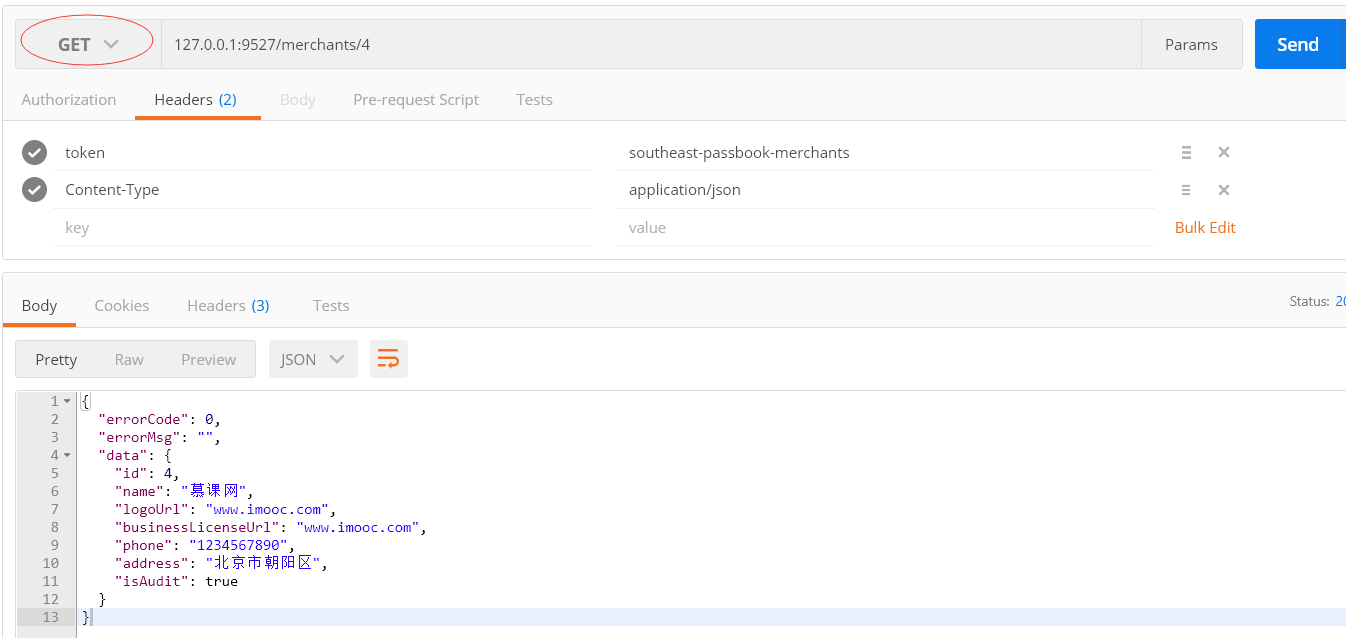 GET 127.0.0.1:9527/merchants/4 Params Send
Authorization Headers (2) Body Pre-request Script Tests
token southeast-passbook-merchants
Content-Type application/json
key value Bulk Edit
Body Cookies Headers (3) Tests Status: 20
Pretty Raw Preview JSON
1 {
2 "errorCode": 0,
3 "errorMsg": "",
4 "data": {
5 "id": 4,
6 "name": "慕课网",
7 "logoUrl": "www.imooc.com",
8 "businessLicenseUrl": "www.imooc.com",
9 "phone": "1234567890",
10 "address": "北京市朝阳区",
11 "isAudit": true
12 }
13 }